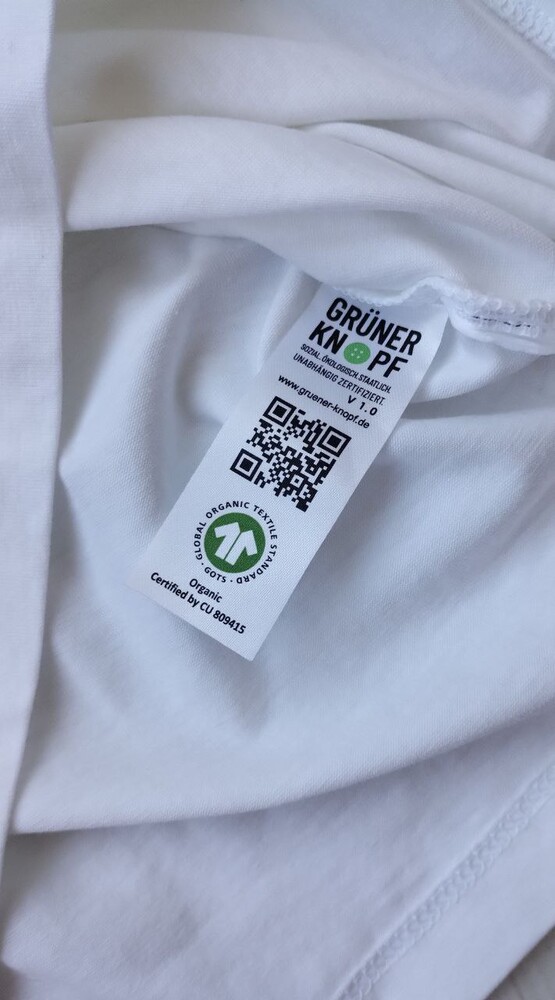 GRÜNER
KNOPF
SOZIAL. ÖKOLOGISCH. STAATLICH.
UNABHÄNGIG ZERTIFIZIERT.
V 1.0
www.gruener-knopf.de
GLOBAL ORGANIC TEXTILE STANDARD · GOTS ·
Organic
Certified by CU 809415